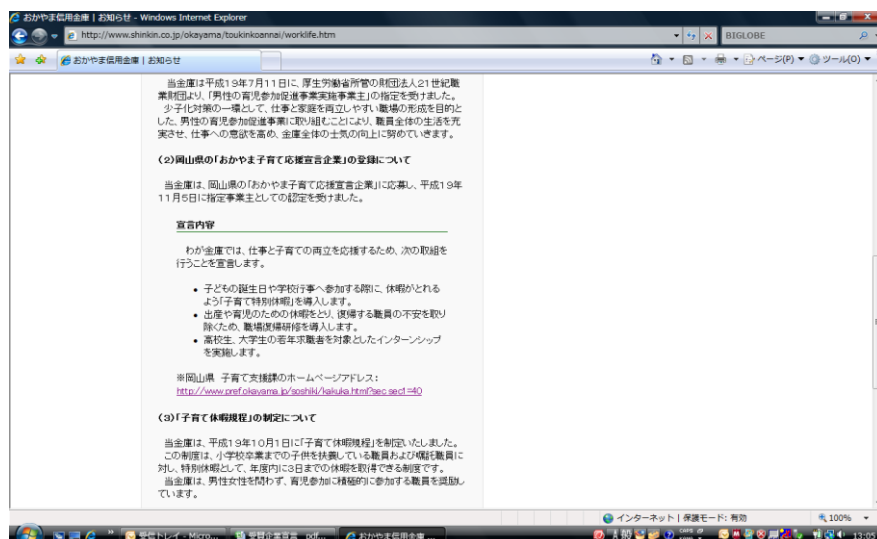 おかやま信用金庫 | お知らせ - Windows Internet Explorer
http://www.shinkin.co.jp/okayama/toukinkoannai/worklife.htm
BIGLOBE
おかやま信用金庫 | お知らせ
ページ(P) ツール(O)
当金庫は平成19年7月11日に、厚生労働省所管の財団法人21世紀職
業財団より、「男性の育児参加促進事業実施事業主」の指定を受けました。
少子化対策の一環として、仕事と家庭を両立しやすい職場の形成を目的と
した、男性の育児参加促進事業に取り組むことにより、職員全体の生活を充
実させ、仕事への意欲を高め、金庫全体の士気の向上に努めていきます。
(2)岡山県の「おかやま子育て応援宣言企業」の登録について
当金庫は、岡山県の「おかやま子育て応援宣言企業」に応募し、平成19年
11月5日に指定事業主としての認定を受けました。
宣言内容
わが金庫では、仕事と子育ての両立を応援するため、次の取組を
行うことを宣言します。
• 子どもの誕生日や学校行事へ参加する際に、休暇がとれる
よう「子育て特別休暇」を導入します。
• 出産や育児のための休暇をとり、復帰する職員の不安を取り
除くため、職場復帰研修を導入します。
• 高校生、大学生の若年求職者を対象としたインターンシップ
を実施します。
※岡山県 子育て支援課のホームページアドレス:
http://www.pref.okayama.jp/soshiki/kakuka.html?sec_sec1=40
(3)「子育て休暇規程」の制定について
当金庫は、平成19年10月1日に「子育て休暇規程」を制定いたしました。
この制度は、小学校卒業までの子供を扶養している職員および嘱託職員に
対し、特別休暇として、年度内に3日までの休暇を取得できる制度です。
当金庫は、男性女性を問わず、育児参加に積極的に参加する職員を奨励し
ています。
インターネット | 保護モード: 有効
100%
受信トレイ - Micro...
おかやま信用金庫 ...
13:05